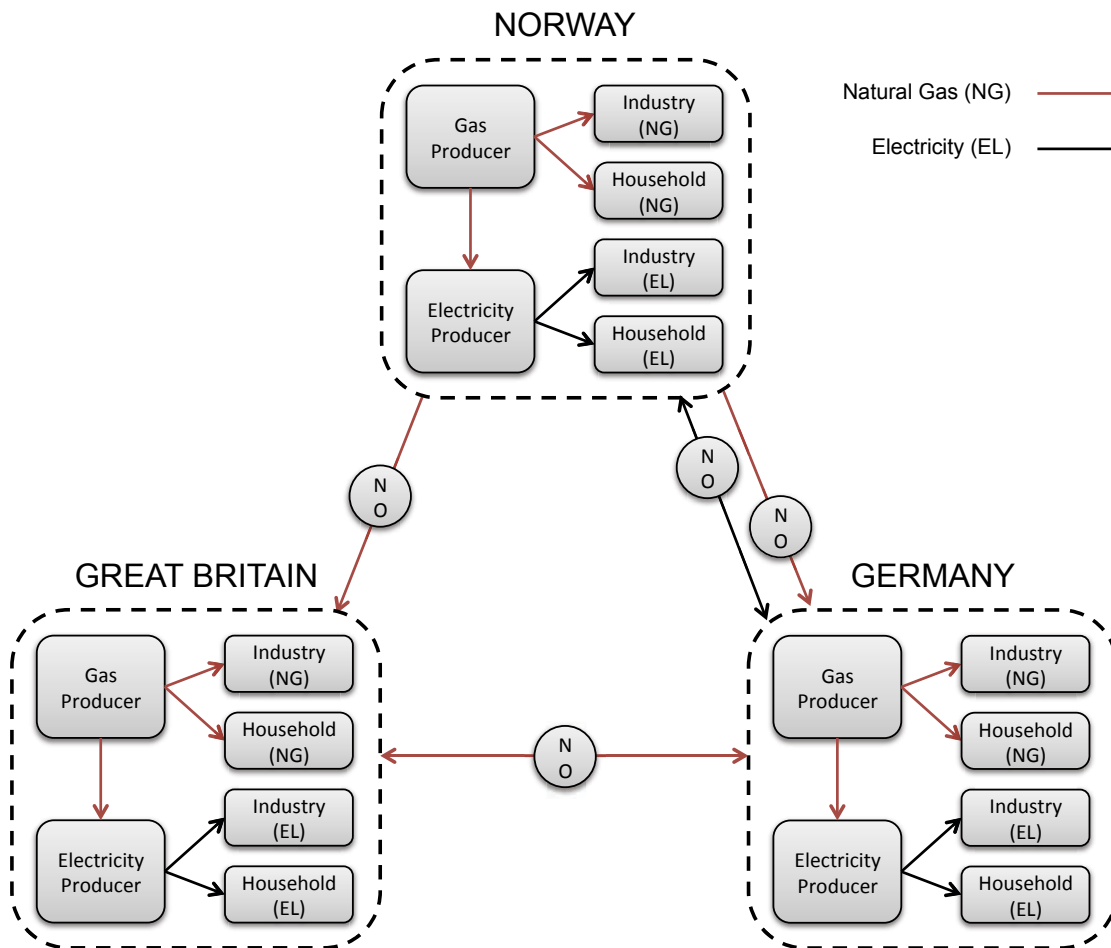 NORWAY
Gas
Producer
Industry
(NG)
Household
(NG)
Electricity
Producer
Industry
(EL)
Household
(EL)
Natural Gas (NG)
Electricity (EL)
N
O
N
O
N
O
GREAT BRITAIN
Gas
Producer
Industry
(NG)
Household
(NG)
Electricity
Producer
Industry
(EL)
Household
(EL)
N
O
GERMANY
Gas
Producer
Industry
(NG)
Household
(NG)
Electricity
Producer
Industry
(EL)
Household
(EL)